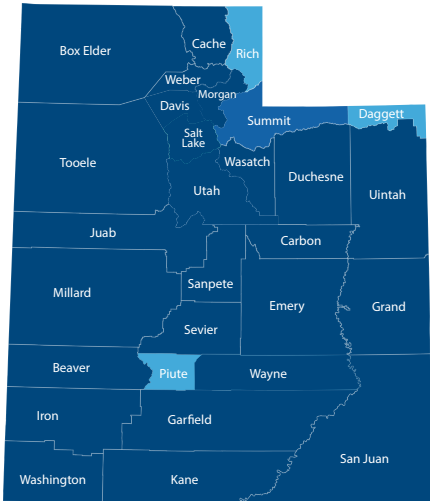 Box Elder
Cache
Rich
Weber
Morgan
Davis
Summit
Daggett
Salt
Lake
Tooele
Wasatch
Duchesne
Utah
Uintah
Juab
Carbon
Sanpete
Millard
Emery
Grand
Sevier
Beaver
Piute
Wayne
Iron
Garfield
San Juan
Washington
Kane